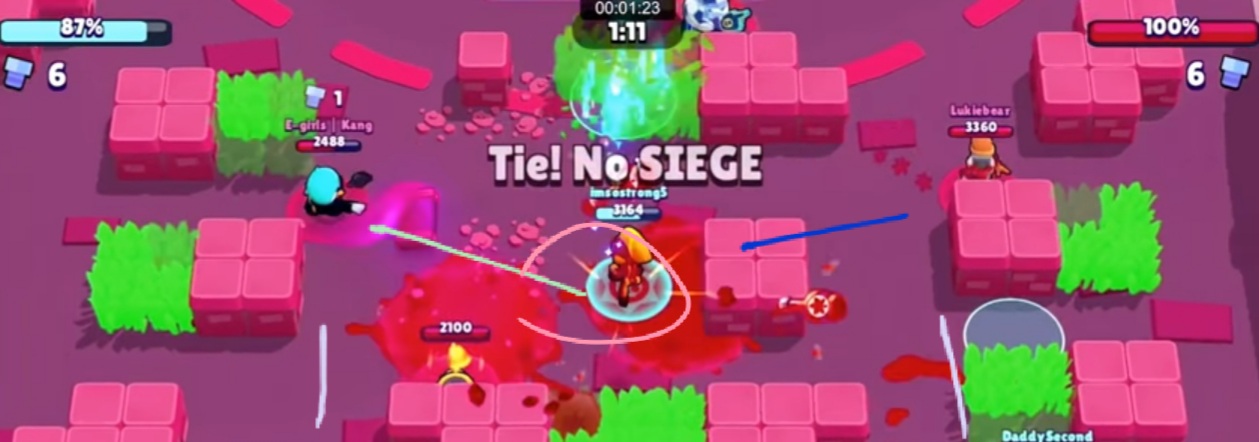 00:01:23
87%
1:11
100%
6
6
1
E-girls | Kang
2488
Lukiebear
3360
Tie! No SIEGE
imsostrong5
3164
2100
DaddySecond